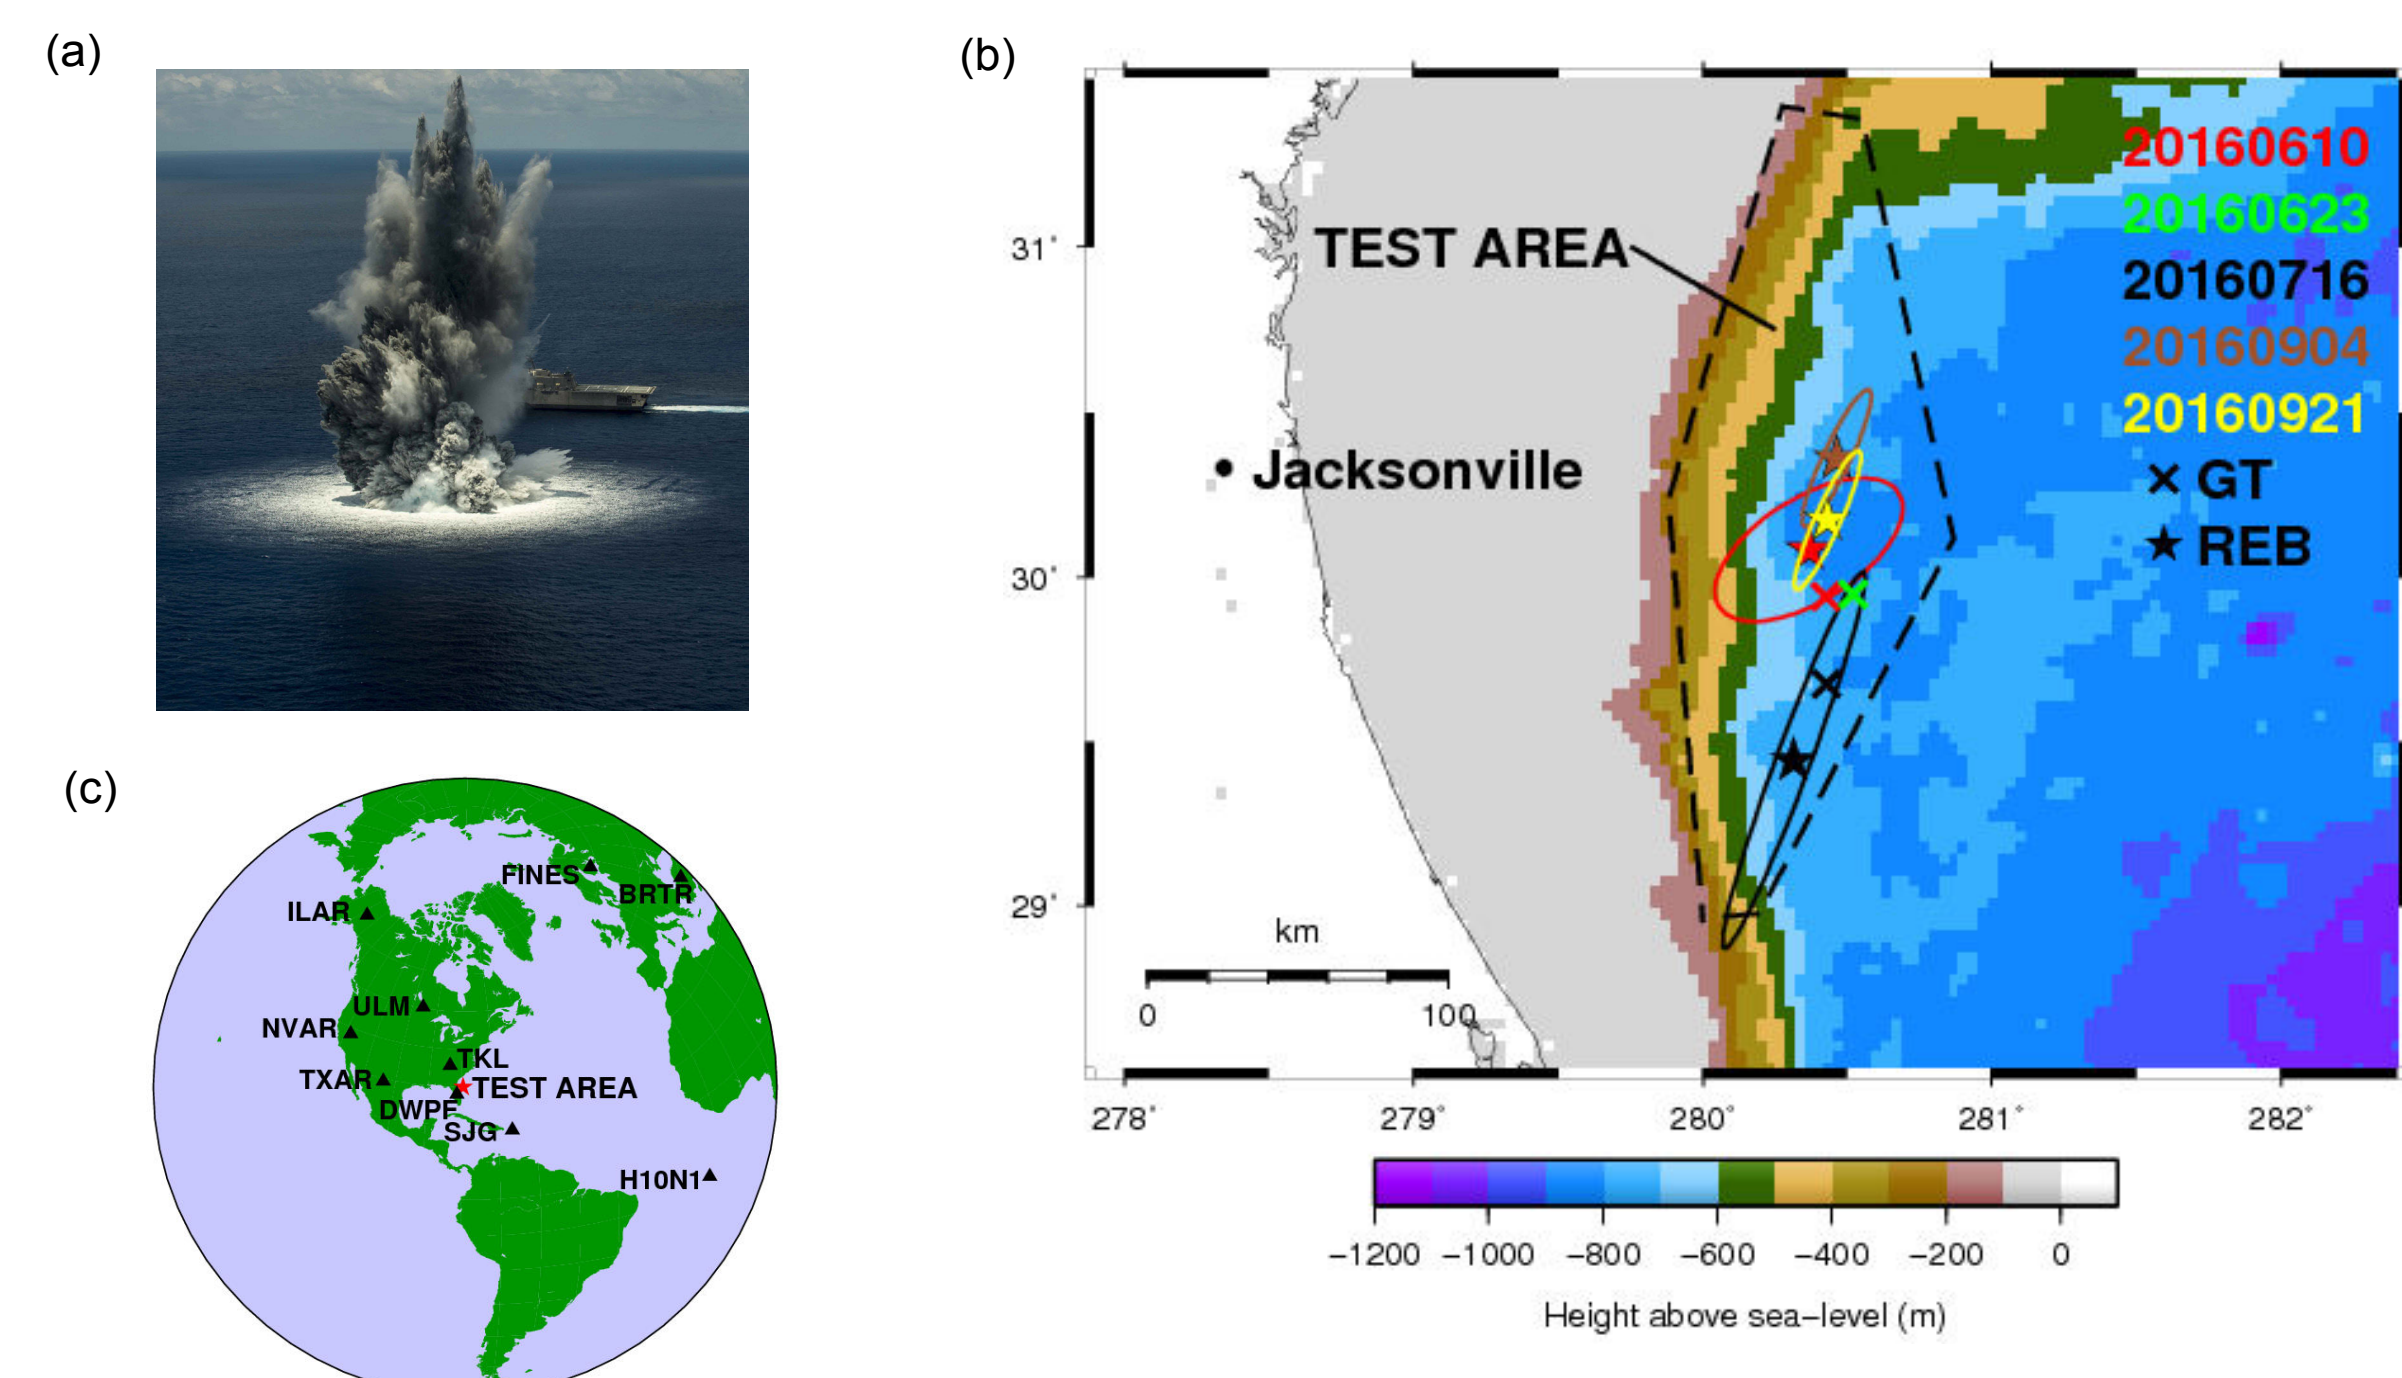 (a)
(b)
20160610
20160623
20160716
20160904
20160921
GT
REB
TEST AREA
Jacksonville
31°
30°
29°
km
0 100
278° 279° 280° 281° 282°
−1200 −1000 −800 −600 −400 −200 0
Height above sea−level (m)
(c)
FINES
BRTR
ILAR
ULM
NVAR
TKL
TXAR
TEST AREA
DWPF
SJG
H10N1